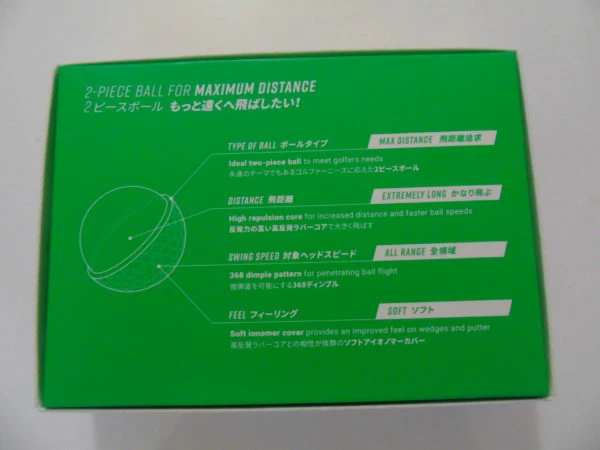 2-PIECE BALL FOR MAXIMUM DISTANCE
2ピースボール もっと遠くへ飛ばしたい!
TYPE OF BALL ボールタイプ
MAX DISTANCE 飛距離追求
Ideal two-piece ball to meet golfers needs
永遠のテーマでもあるゴルファーニーズに応えた2ピースボール
DISTANCE 飛距離
EXTREMELY LONG かなり飛ぶ
High repulsion core for increased distance and faster ball speeds
反発力の高い高反発ラバーコアで大きく飛ばす
SWING SPEED 対象ヘッドスピード
ALL RANGE 全領域
368 dimple pattern for penetrating ball flight
強弾道を可能にする368ディンプル
FEEL フィーリング
SOFT ソフト
Soft ionomer cover provides an improved feel on wedges and putter
高反発ラバーコアとの相性が抜群のソフトアイオノマーカバー